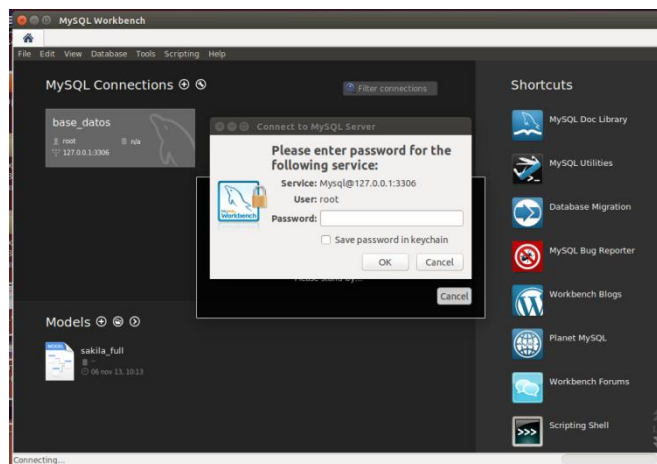 MySQL Workbench
File Edit View Database Tools Scripting Help
MySQL Connections
Filter connections
Shortcuts
base_datos
root n/a
127.0.0.1:3306
Connect to MySQL Server
Please enter password for the
following service:
Service: Mysql@127.0.0.1:3306
User: root
Password:
Save password in keychain
OK Cancel
Workbench
Please stand by...
Cancel
MySQL Doc Library
MySQL Utilities
Database Migration
MySQL Bug Reporter
Workbench Blogs
Planet MySQL
Workbench Forums
Scripting Shell
Models
MODEL
sakila_full
--
06 nov 13, 10:13
Connecting...